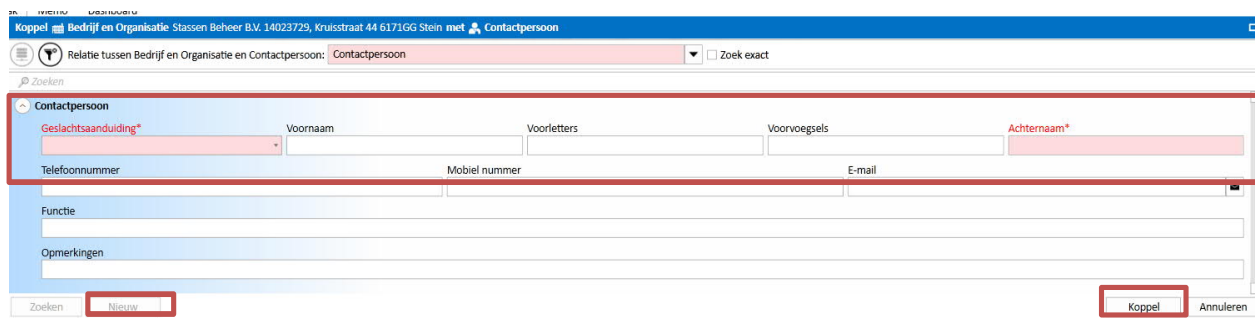 Memo Dashboard
Koppel Bedrijf en Organisatie Stassen Beheer B.V. 14023729, Kruisstraat 44 6171GG Stein met Contactpersoon
Relatie tussen Bedrijf en Organisatie en Contactpersoon: Contactpersoon Zoek exact
Zoeken
Contactpersoon
Geslachtsaanduiding* Voornaam Voorletters Voorvoegsels Achternaam*
Telefoonnummer Mobiel nummer E-mail
Functie
Opmerkingen
Zoeken Nieuw Koppel Annuleren